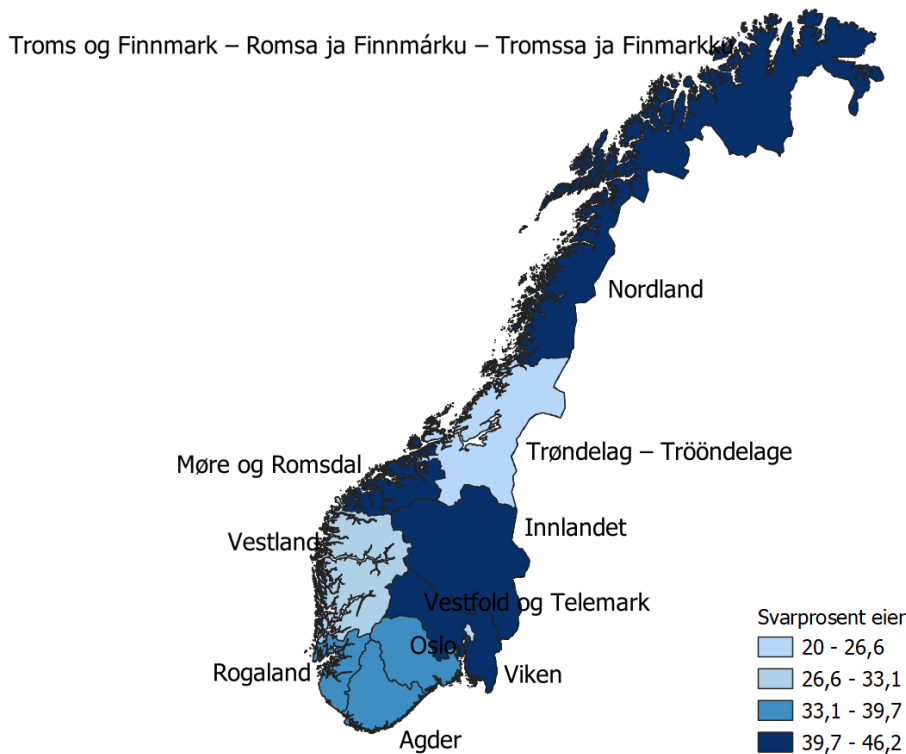 Troms og Finnmark – Romsa ja Finnmárku – Tromssa ja Finmarkku
Nordland
Trøndelag – Trööndelage
Møre og Romsdal
Innlandet
Vestland
Vestfold og Telemark
Oslo
Rogaland
Viken
Agder
Svarprosent eier
20 - 26,6
26,6 - 33,1
33,1 - 39,7
39,7 - 46,2